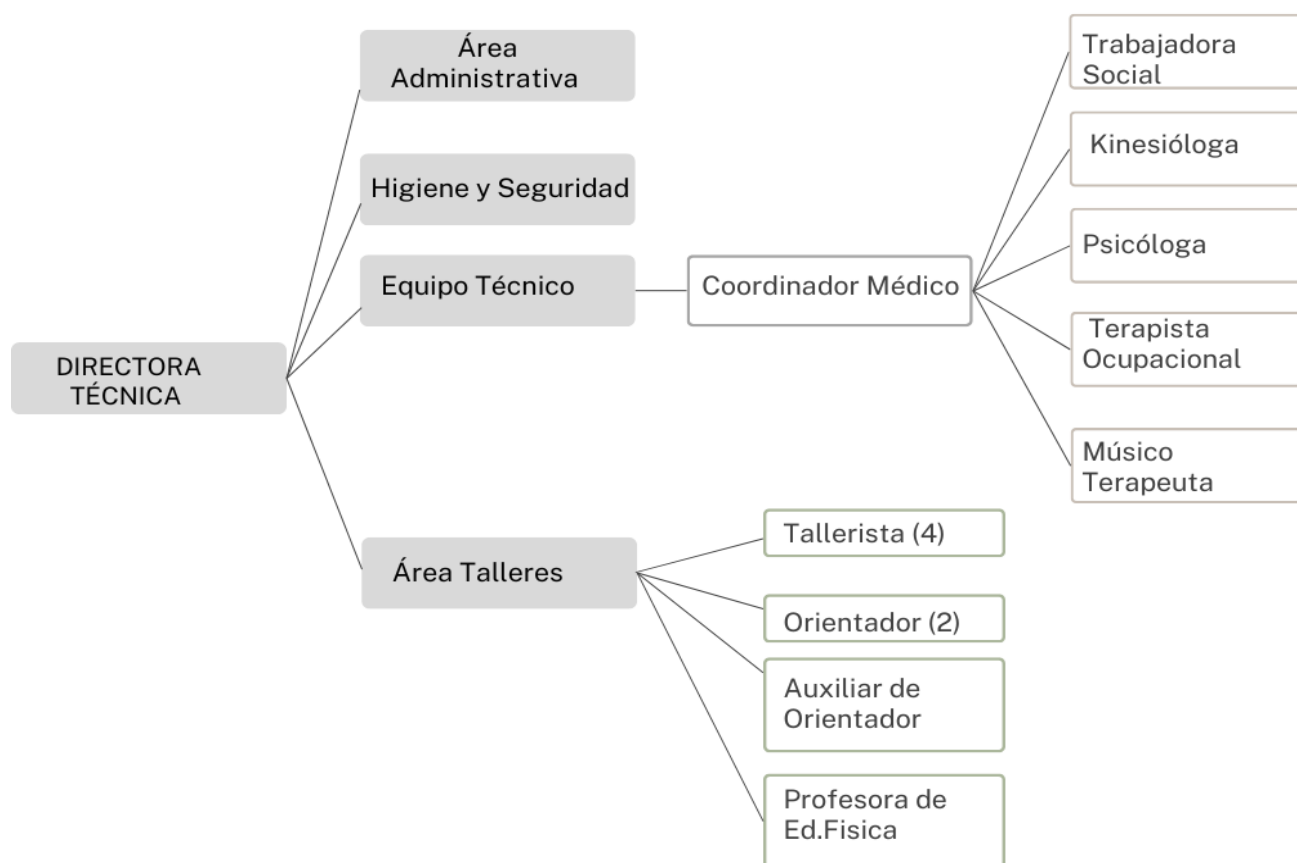 Área
Administrativa
Higiene y Seguridad
Equipo Técnico
DIRECTORA
TÉCNICA
Área Talleres
Coordinador Médico
Trabajadora
Social
Kinesióloga
Psicóloga
Terapista
Ocupacional
Músico
Terapeuta
Tallerista (4)
Orientador (2)
Auxiliar de
Orientador
Profesora de
Ed.Fisica